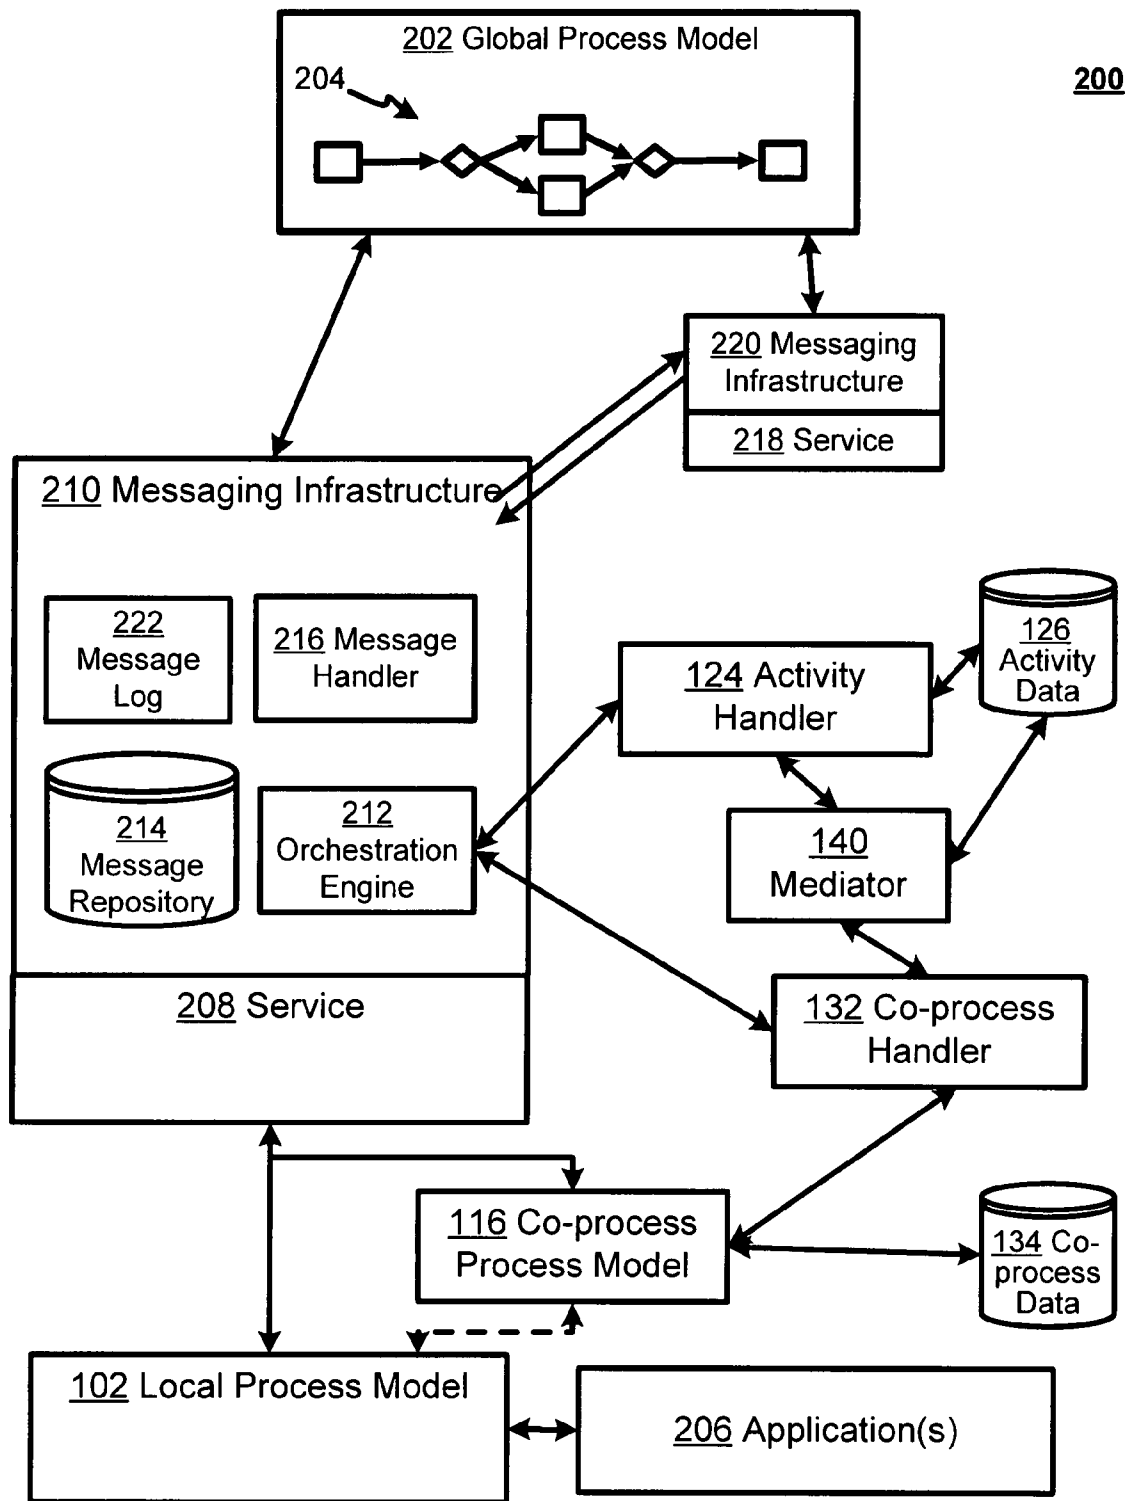 202 Global Process Model
204
200
220 Messaging
Infrastructure
218 Service
210 Messaging Infrastructure
222
Message
Log
216 Message
Handler
126
Activity
Data
124 Activity
Handler
214
Message
Repository
212
Orchestration
Engine
140
Mediator
208 Service
132 Co-process
Handler
116 Co-process
Process Model
134 Co-
process
Data
102 Local Process Model
206 Application(s)